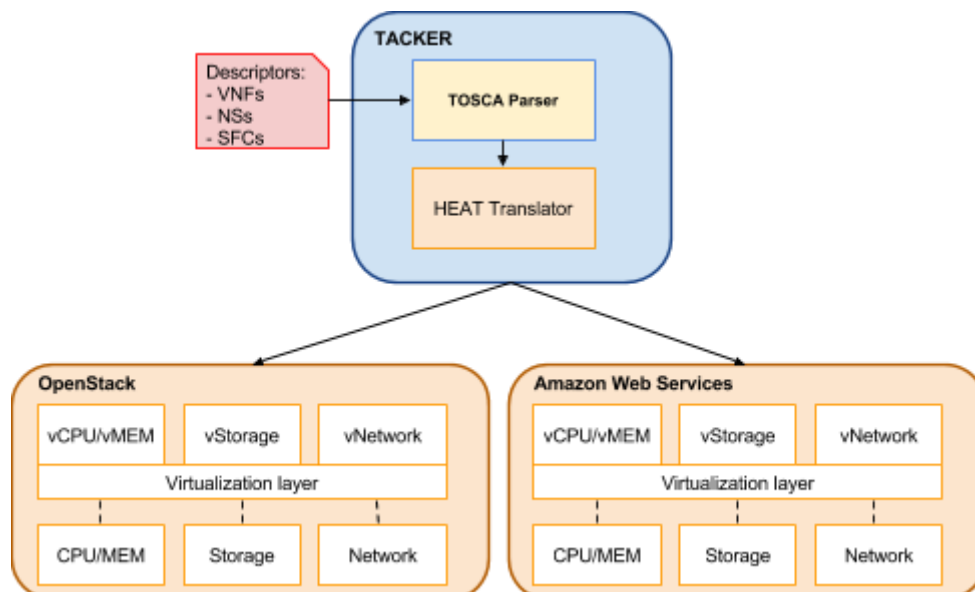 TACKER
Descriptors:
- VNFs
- NSs
- SFCs
TOSCA Parser
HEAT Translator
OpenStack
vCPU/vMEM
vStorage
vNetwork
Virtualization layer
CPU/MEM
Storage
Network
Amazon Web Services
vCPU/vMEM
vStorage
vNetwork
Virtualization layer
CPU/MEM
Storage
Network